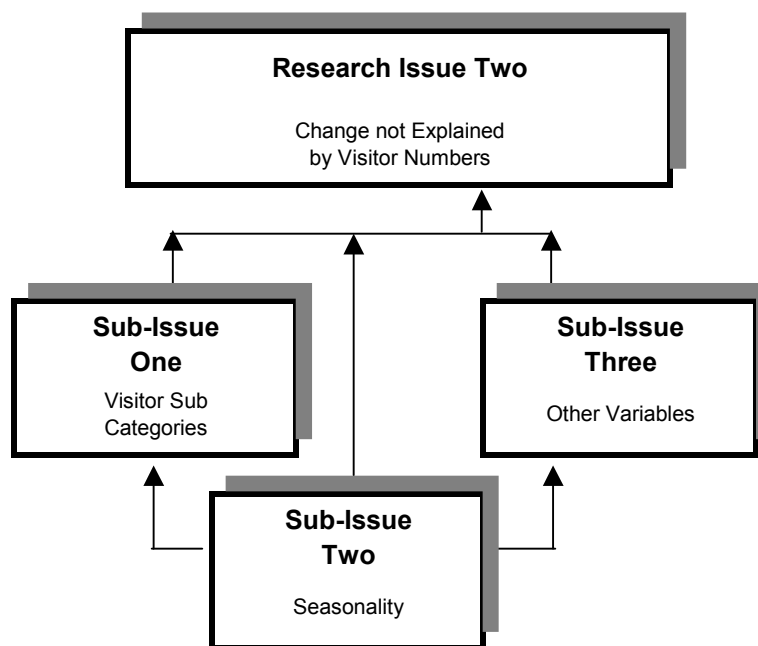 Research Issue Two
Change not Explained
by Visitor Numbers
Sub-Issue
One
Visitor Sub
Categories
Sub-Issue
Three
Other Variables
Sub-Issue
Two
Seasonality